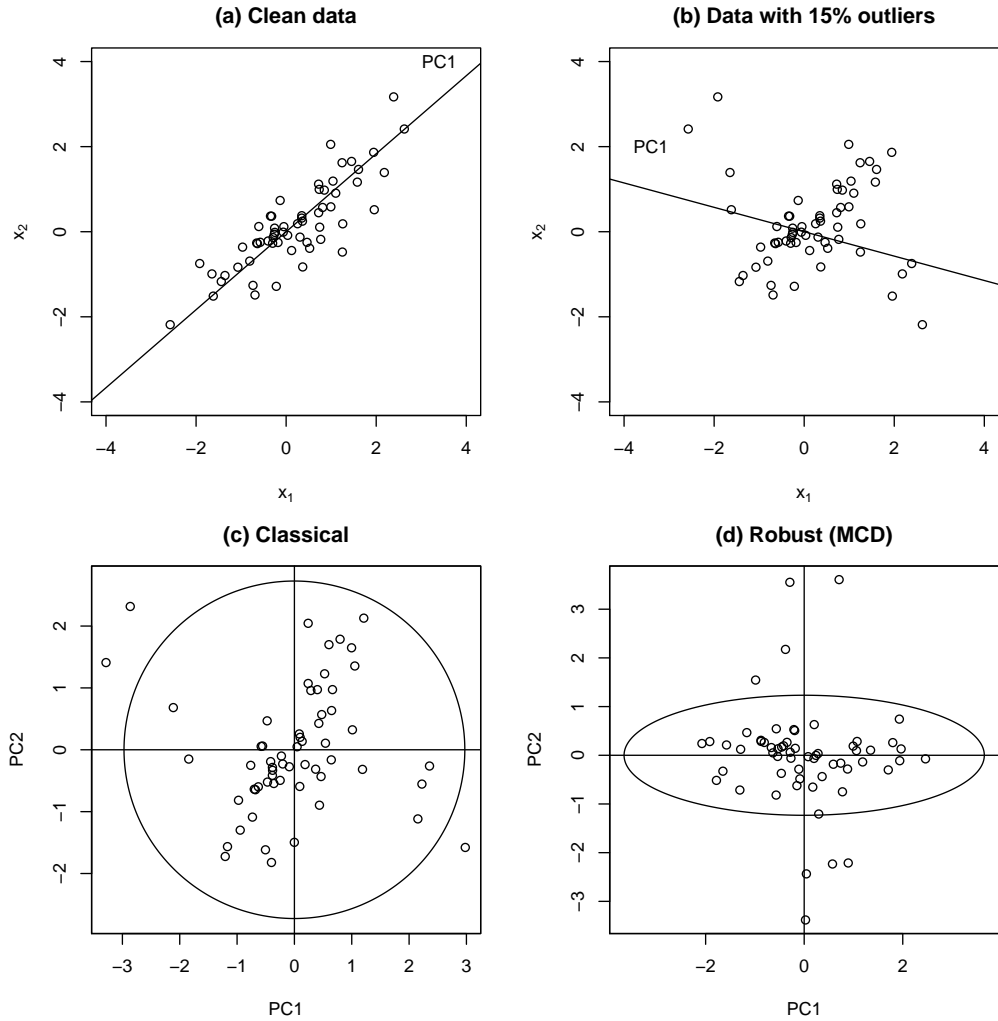 (a) Clean data
PC1
x₂
4
2
0
−2
−4
−4 −2 0 2 4
x₁
(b) Data with 15% outliers
PC1
x₂
4
2
0
−2
−4
−4 −2 0 2 4
x₁
(c) Classical
PC2
2
1
0
−1
−2
−3 −2 −1 0 1 2 3
PC1
(d) Robust (MCD)
PC2
3
2
1
0
−1
−2
−3
−2 0 2
PC1